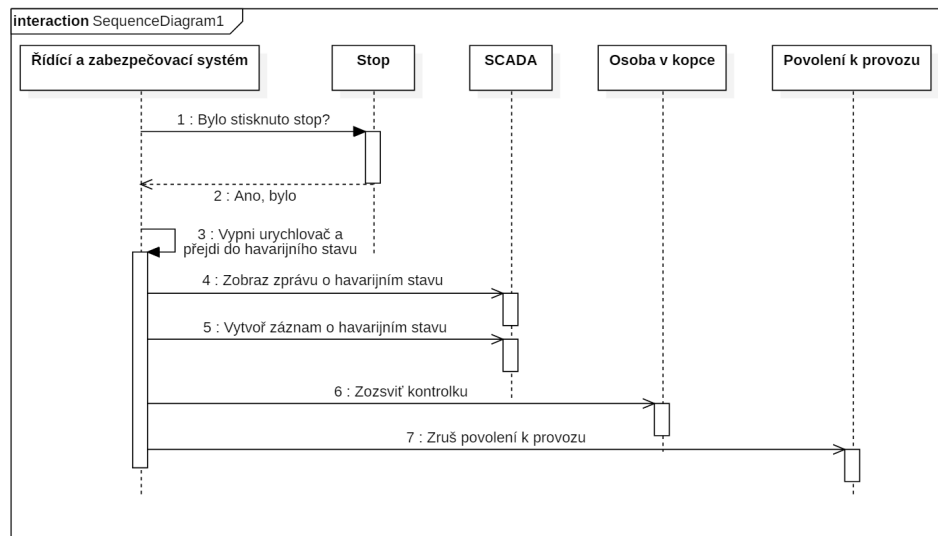 interaction SequenceDiagram1
Řídící a zabezpečovací systém
Stop
SCADA
Osoba v kopce
Povolení k provozu
1 : Bylo stisknuto stop?
2 : Ano, bylo
3 : Vypni urychlovač a
přejdi do havarijního stavu
4 : Zobraz zprávu o havarijním stavu
5 : Vytvoř záznam o havarijním stavu
6 : Zozsviť kontrolku
7 : Zruš povolení k provozu